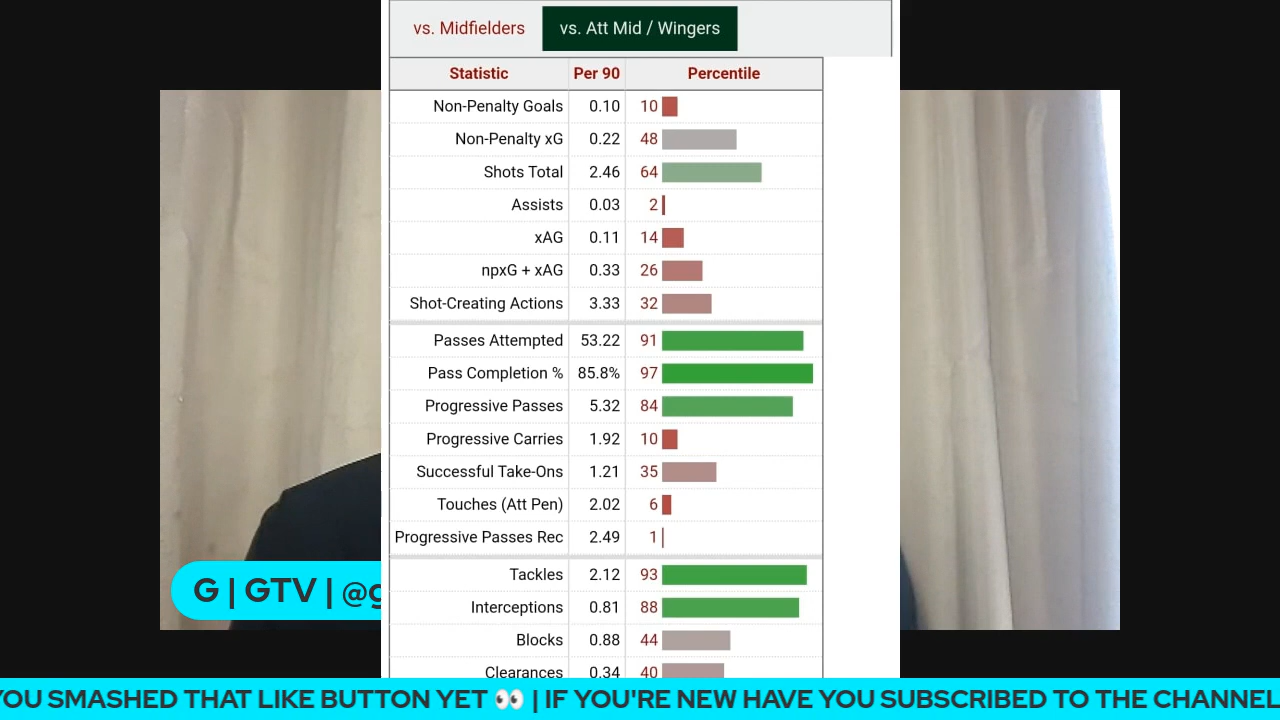 vs. Midfielders vs. Att Mid / Wingers
Statistic Per 90 Percentile
Non-Penalty Goals 0.10 10
Non-Penalty xG 0.22 48
Shots Total 2.46 64
Assists 0.03 2
xAG 0.11 14
npxG + xAG 0.33 26
Shot-Creating Actions 3.33 32
Passes Attempted 53.22 91
Pass Completion % 85.8% 97
Progressive Passes 5.32 84
Progressive Carries 1.92 10
Successful Take-Ons 1.21 35
Touches (Att Pen) 2.02 6
Progressive Passes Rec 2.49 1
Tackles 2.12 93
Interceptions 0.81 88
Blocks 0.88 44
Clearances 0.34 40
G | GTV | @g
YOU SMASHED THAT LIKE BUTTON YET 👀 | IF YOU'RE NEW HAVE YOU SUBSCRIBED TO THE CHANNEL